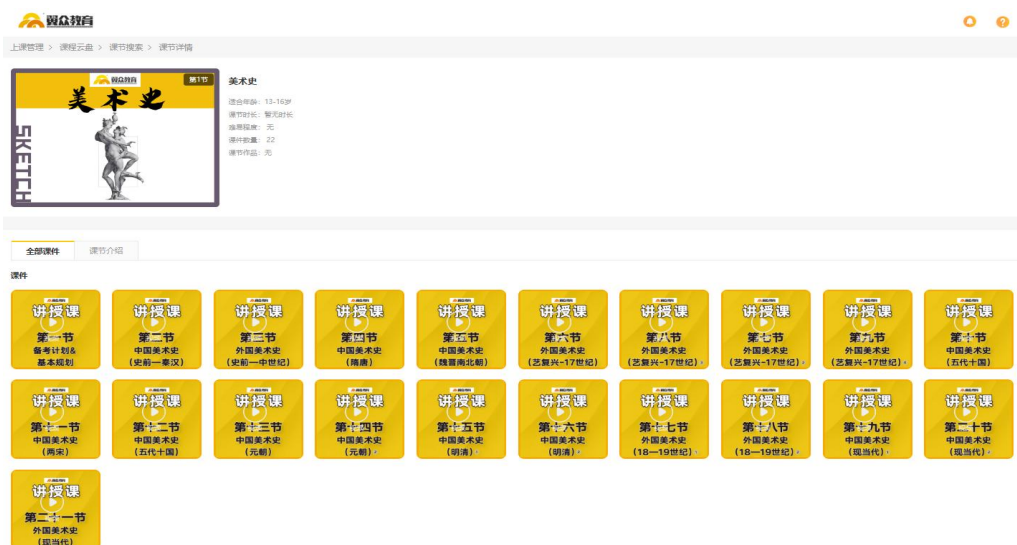 翼众教育
上课管理 > 课程云盘 > 课节搜索 > 课节详情
翼众教育
第1节
美术史
SKETCH
美术史
适合年龄: 13-16岁
课节时长: 暂无时长
难易程度: 无
课件数量: 22
课节作品: 无
全部课件 课节介绍
课件
讲授课 讲授课 讲授课 讲授课 讲授课 讲授课 讲授课 讲授课 讲授课 讲授课
第一节 第二节 第三节 第四节 第五节 第六节 第八节 第七节 第九节 第十节
备考计划& 中国美术史 外国美术史 中国美术史 中国美术史 外国美术史 外国美术史 外国美术史 外国美术史 中国美术史
基本规划 (史前一秦汉) (史前一中世纪) (隋唐) (魏晋南北朝) (艺复兴-17世纪) (艺复兴-17世纪) (艺复兴-17世纪) (艺复兴-17世纪) (五代十国)
讲授课 讲授课 讲授课 讲授课 讲授课 讲授课 讲授课 讲授课 讲授课 讲授课
第十一节 第十二节 第十三节 第十四节 第十五节 第十六节 第十七节 第十八节 第十九节 第二十节
中国美术史 中国美术史 中国美术史 中国美术史 中国美术史 中国美术史 外国美术史 外国美术史 中国美术史 中国美术史
(两宋) (五代十国) (元朝) (元朝) (明清) (明清) (18—19世纪) (18—19世纪) (现当代) (现当代)
讲授课
第二十一节
外国美术史
(现当代)